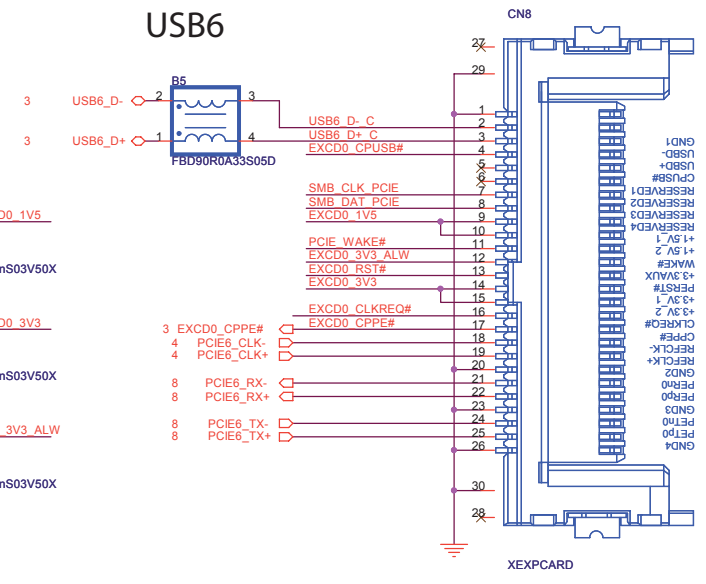 USB6
CN8
27
29
B5
3 USB6_D- 2 3
3 USB6_D+ 1 4
FBD90R0A33S05D
1 GND1
USB6_D-_C 2 USBD-
USB6_D+_C 3 USBD+
EXCD0_CPUSB# 4 CPUSB#
5 RESERVED1
6 RESERVED2
SMB_CLK_PCIE 7 RESERVED3
SMB_DAT_PCIE 8 RESERVED4
D0_1V5
EXCD0_1V5 9 +1.5V_1
10 +1.5V_2
PCIE_WAKE# 11 WAKE#
EXCD0_3V3_ALW 12 +3.3VAUX
nS03V50X
EXCD0_RST# 13 PERST#
EXCD0_3V3 14 +3.3V_1
15 +3.3V_2
EXCD0_CLKREQ# 16 CLKREQ#
D0_3V3
3 EXCD0_CPPE# EXCD0_CPPE# 17 CPPE#
4 PCIE6_CLK- 18 REFCLK-
4 PCIE6_CLK+ 19 REFCLK+
20 GND2
nS03V50X
8 PCIE6_RX- 21 PERn0
8 PCIE6_RX+ 22 PERp0
23 GND3
8 PCIE6_TX- 24 PETn0
_3V3_ALW
8 PCIE6_TX+ 25 PETp0
26 GND4
nS03V50X
30
28
XEXPCARD